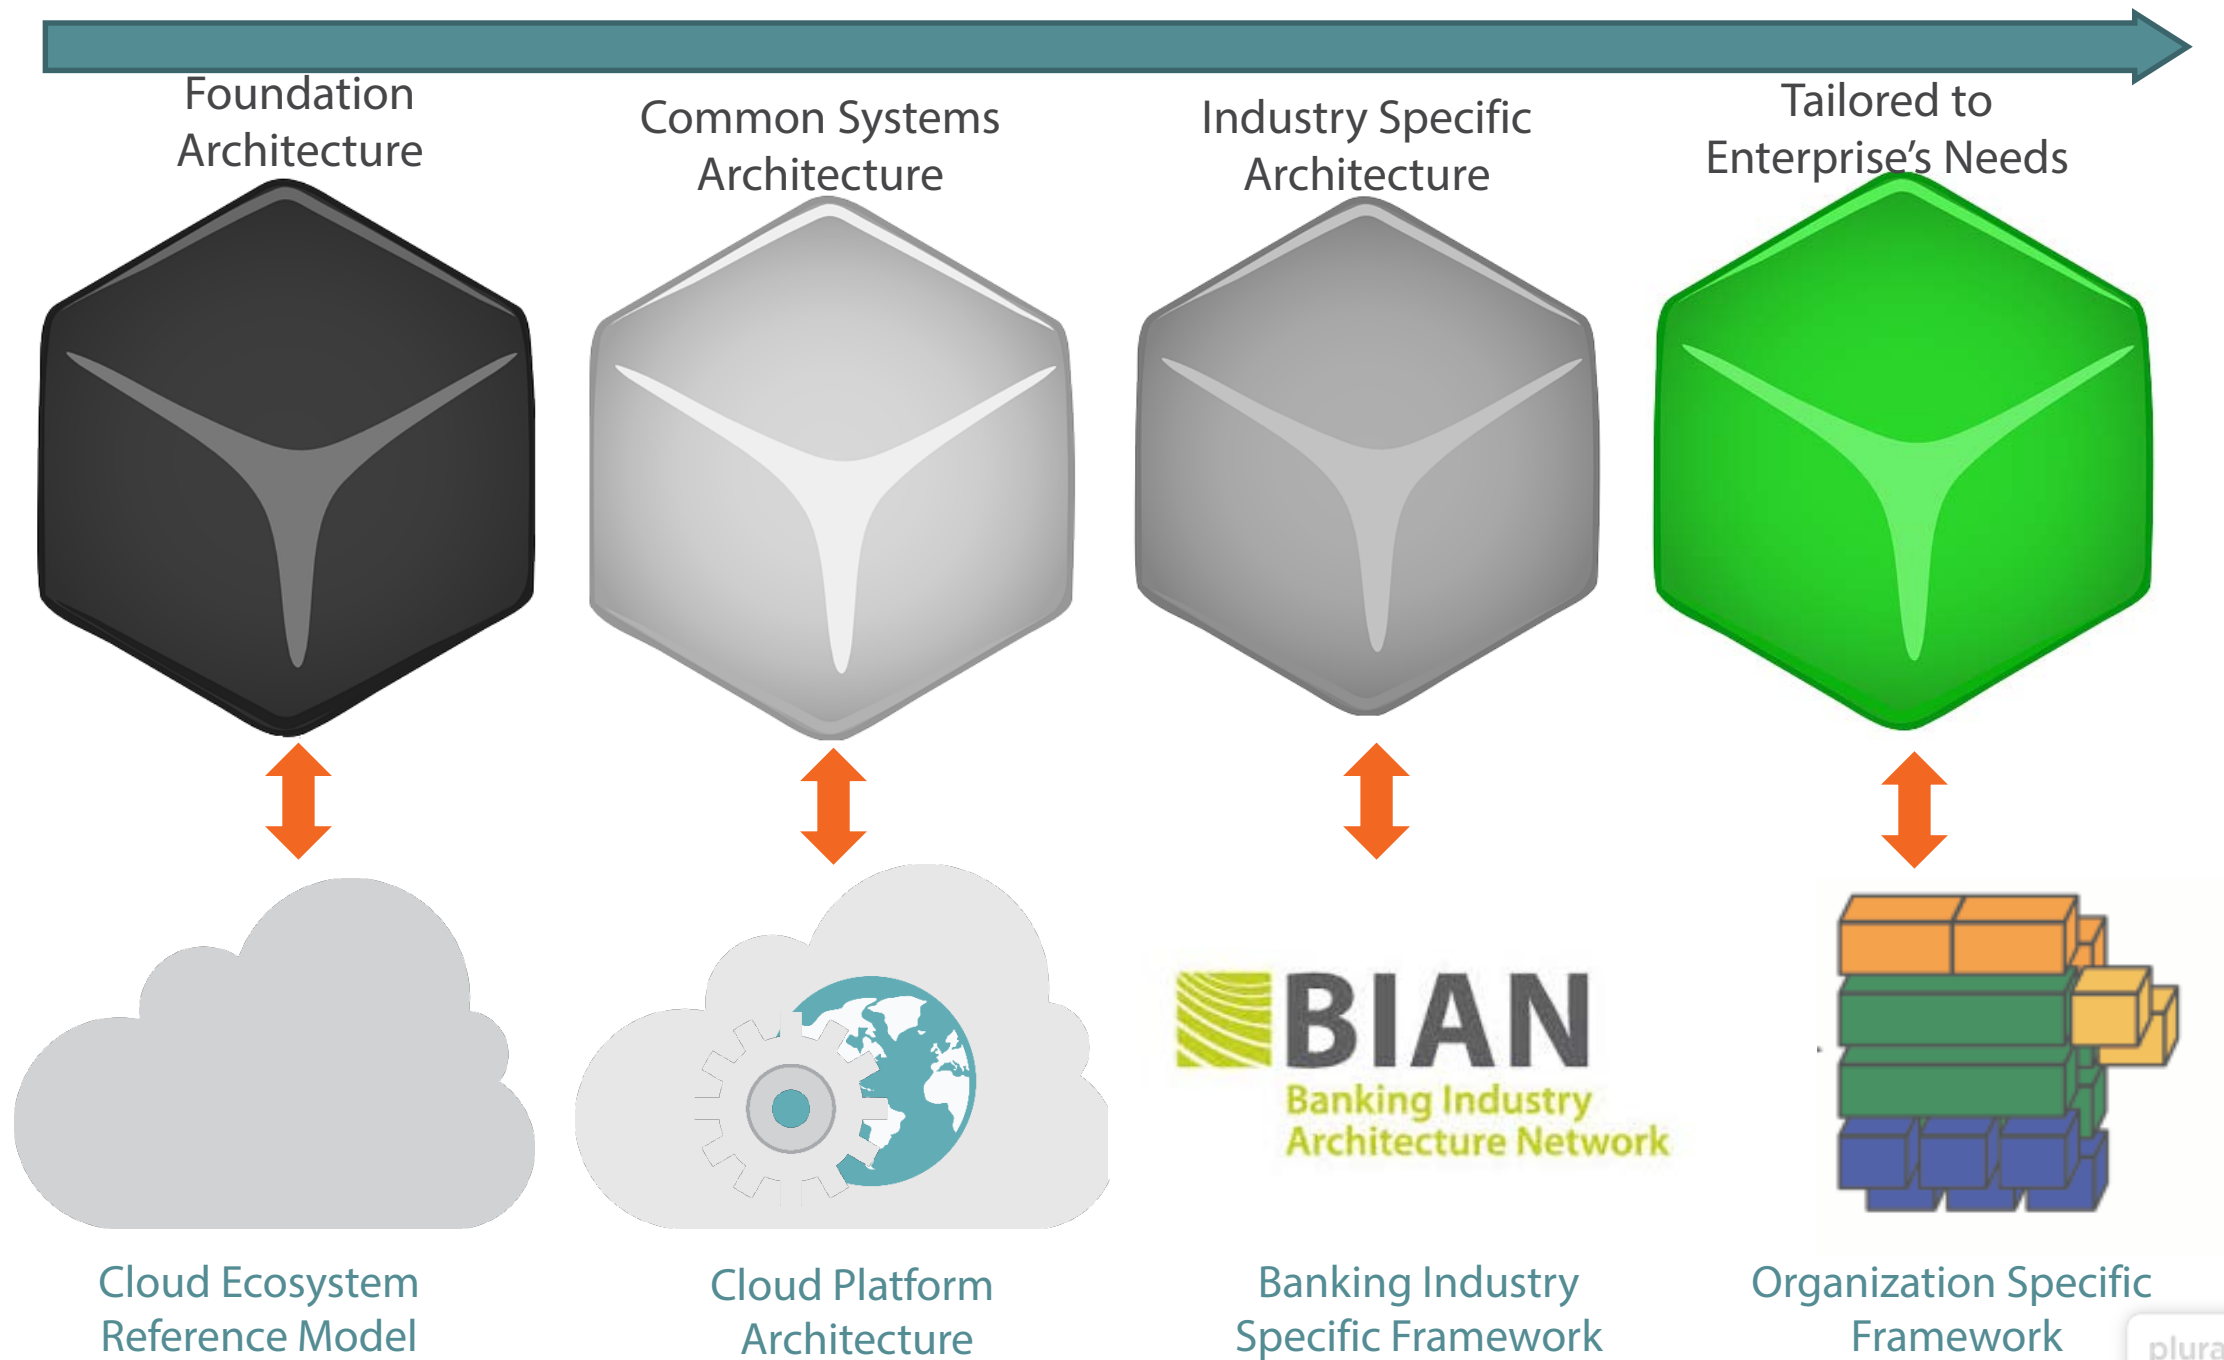 Foundation
Architecture
Common Systems
Architecture
Industry Specific
Architecture
Tailored to
Enterprise’s Needs
BIAN
Banking Industry
Architecture Network
Cloud Ecosystem
Reference Model
Cloud Platform
Architecture
Banking Industry
Specific Framework
Organization Specific
Framework
plura